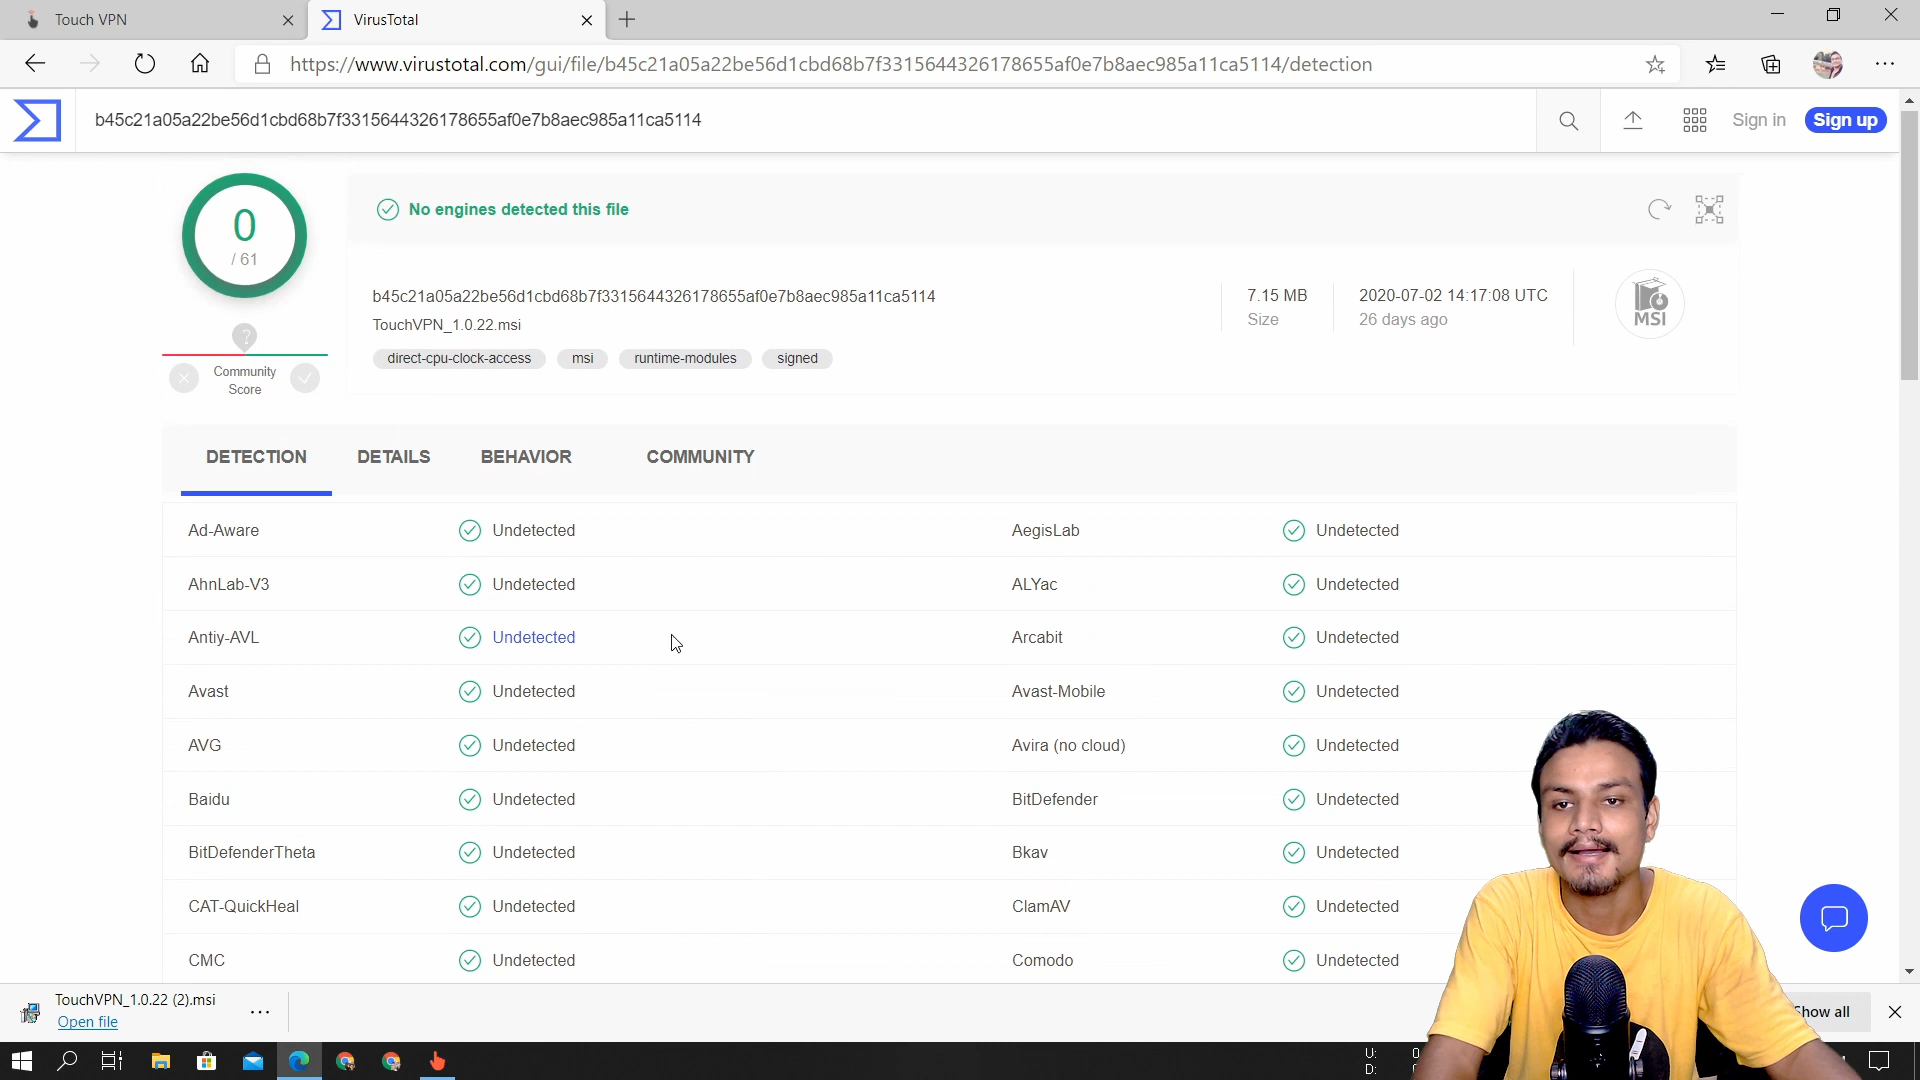 Touch VPN
VirusTotal
https://www.virustotal.com/gui/file/b45c21a05a22be56d1cbd68b7f3315644326178655af0e7b8aec985a11ca5114/detection
b45c21a05a22be56d1cbd68b7f3315644326178655af0e7b8aec985a11ca5114
Sign in
Sign up
0
/ 61
No engines detected this file
b45c21a05a22be56d1cbd68b7f3315644326178655af0e7b8aec985a11ca5114
TouchVPN_1.0.22.msi
direct-cpu-clock-access
msi
runtime-modules
signed
7.15 MB
Size
2020-07-02 14:17:08 UTC
26 days ago
MSI
?
Community
Score
DETECTION
DETAILS
BEHAVIOR
COMMUNITY
Ad-Aware Undetected AegisLab Undetected
AhnLab-V3 Undetected ALYac Undetected
Antiy-AVL Undetected Arcabit Undetected
Avast Undetected Avast-Mobile Undetected
AVG Undetected Avira (no cloud) Undetected
Baidu Undetected BitDefender Undetected
BitDefenderTheta Undetected Bkav Undetected
CAT-QuickHeal Undetected ClamAV Undetected
CMC Undetected Comodo Undetected
TouchVPN_1.0.22 (2).msi
Open file
Show all
U:
D: